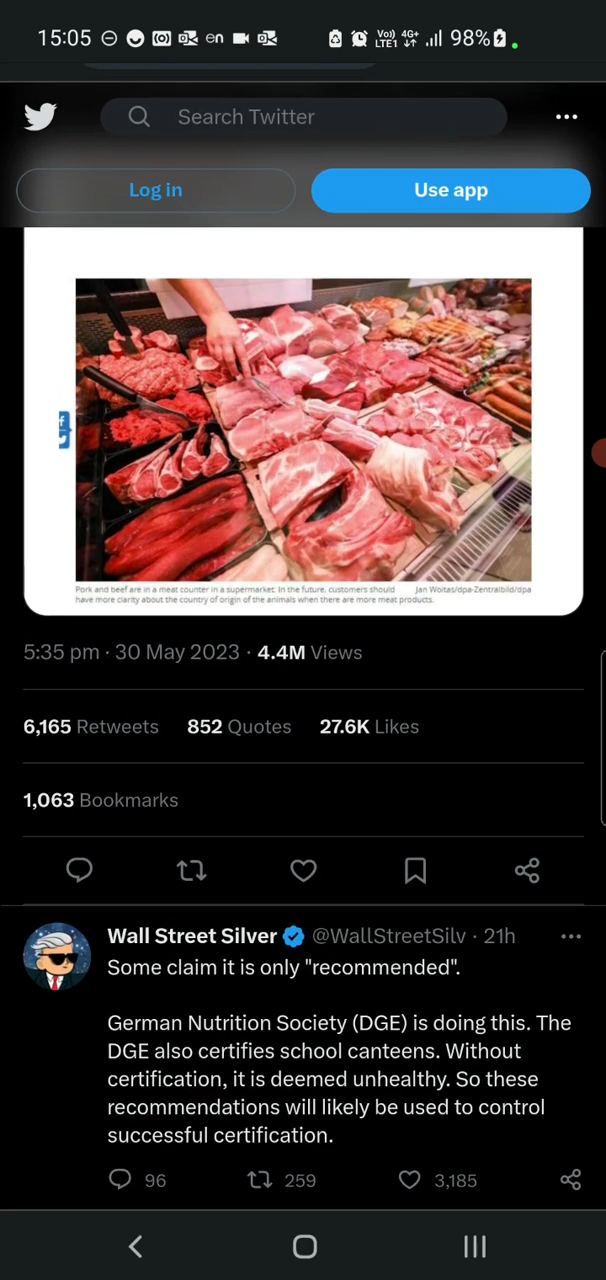 15:05 en Vo)) LTE1 4G+ 98%
Search Twitter
Log in Use app
Pork and beef are in a meat counter in a supermarket: In the future, customers should Jan Woitas/dpa-Zentralbild/dpa
have more clarity about the country of origin of the animals when there are more meat products.
5:35 pm · 30 May 2023 · 4.4M Views
6,165 Retweets 852 Quotes 27.6K Likes
1,063 Bookmarks
Wall Street Silver @WallStreetSilv · 21h
Some claim it is only "recommended".
German Nutrition Society (DGE) is doing this. The
DGE also certifies school canteens. Without
certification, it is deemed unhealthy. So these
recommendations will likely be used to control
successful certification.
96 259 3,185